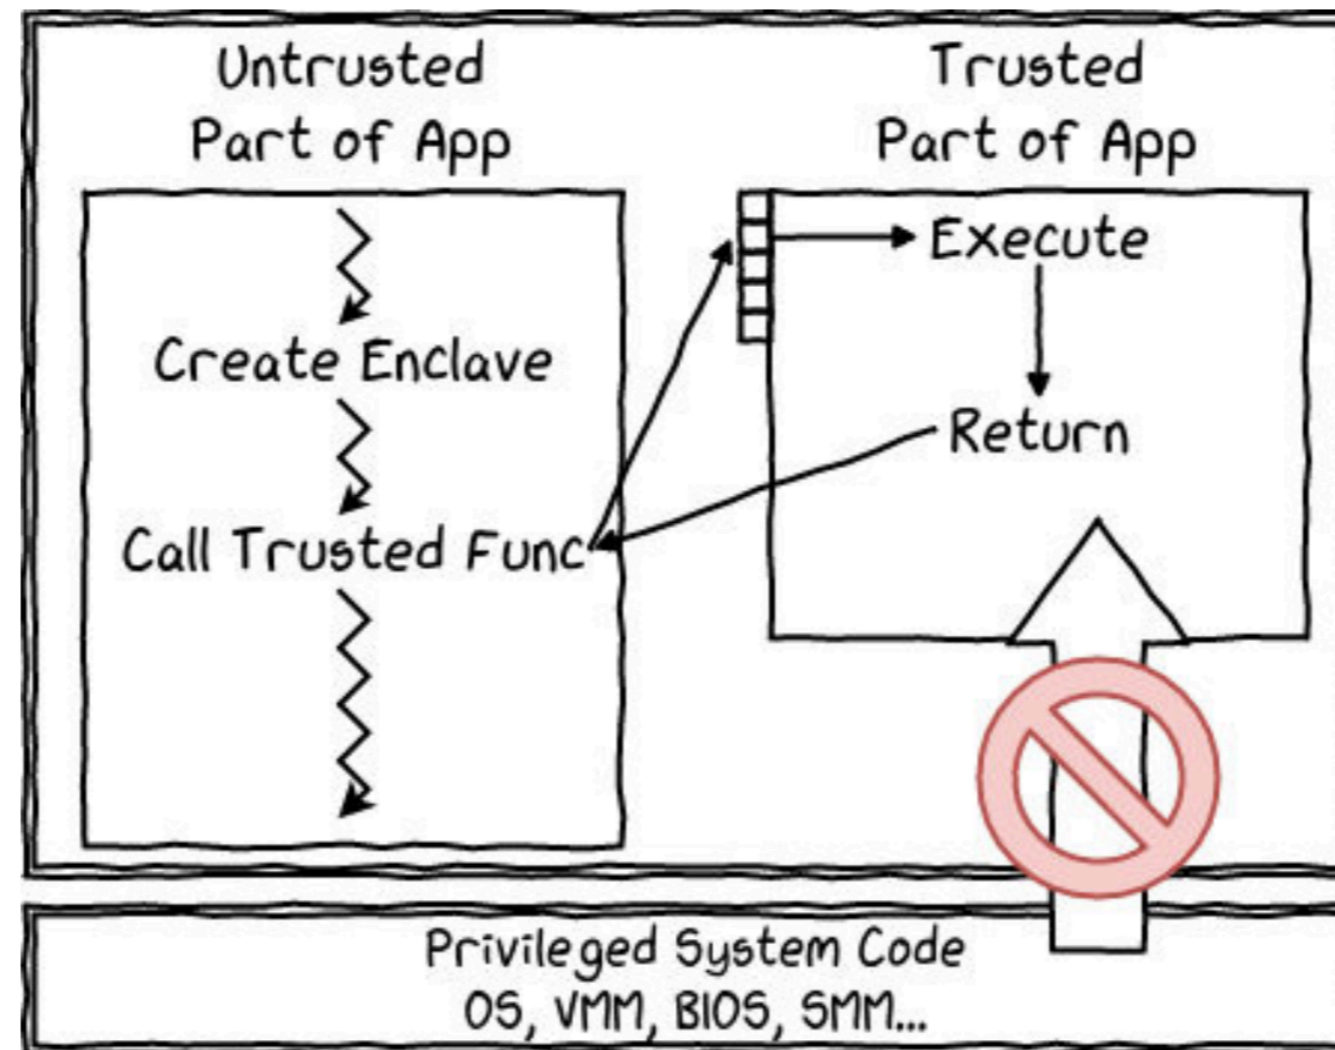 Untrusted
Part of App
Trusted
Part of App
Create Enclave
Call Trusted Func
Execute
Return
Privileged System Code
OS, VMM, BIOS, SMM...